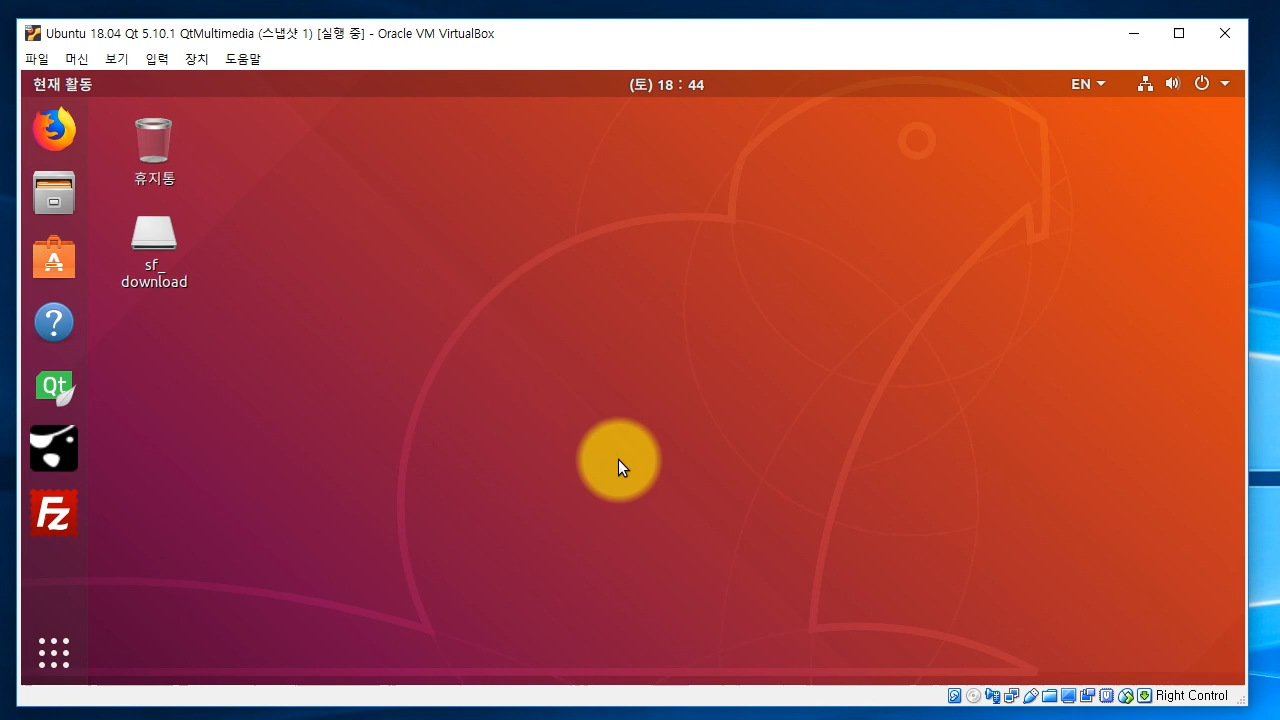 Ubuntu 18.04 Qt 5.10.1 QtMultimedia (스냅샷 1) [실행 중] - Oracle VM VirtualBox
파일 머신 보기 입력 장치 도움말
현재 활동 (토) 18 : 44 EN
휴지통
sf_
download
?
Qt
Fz
Right Control